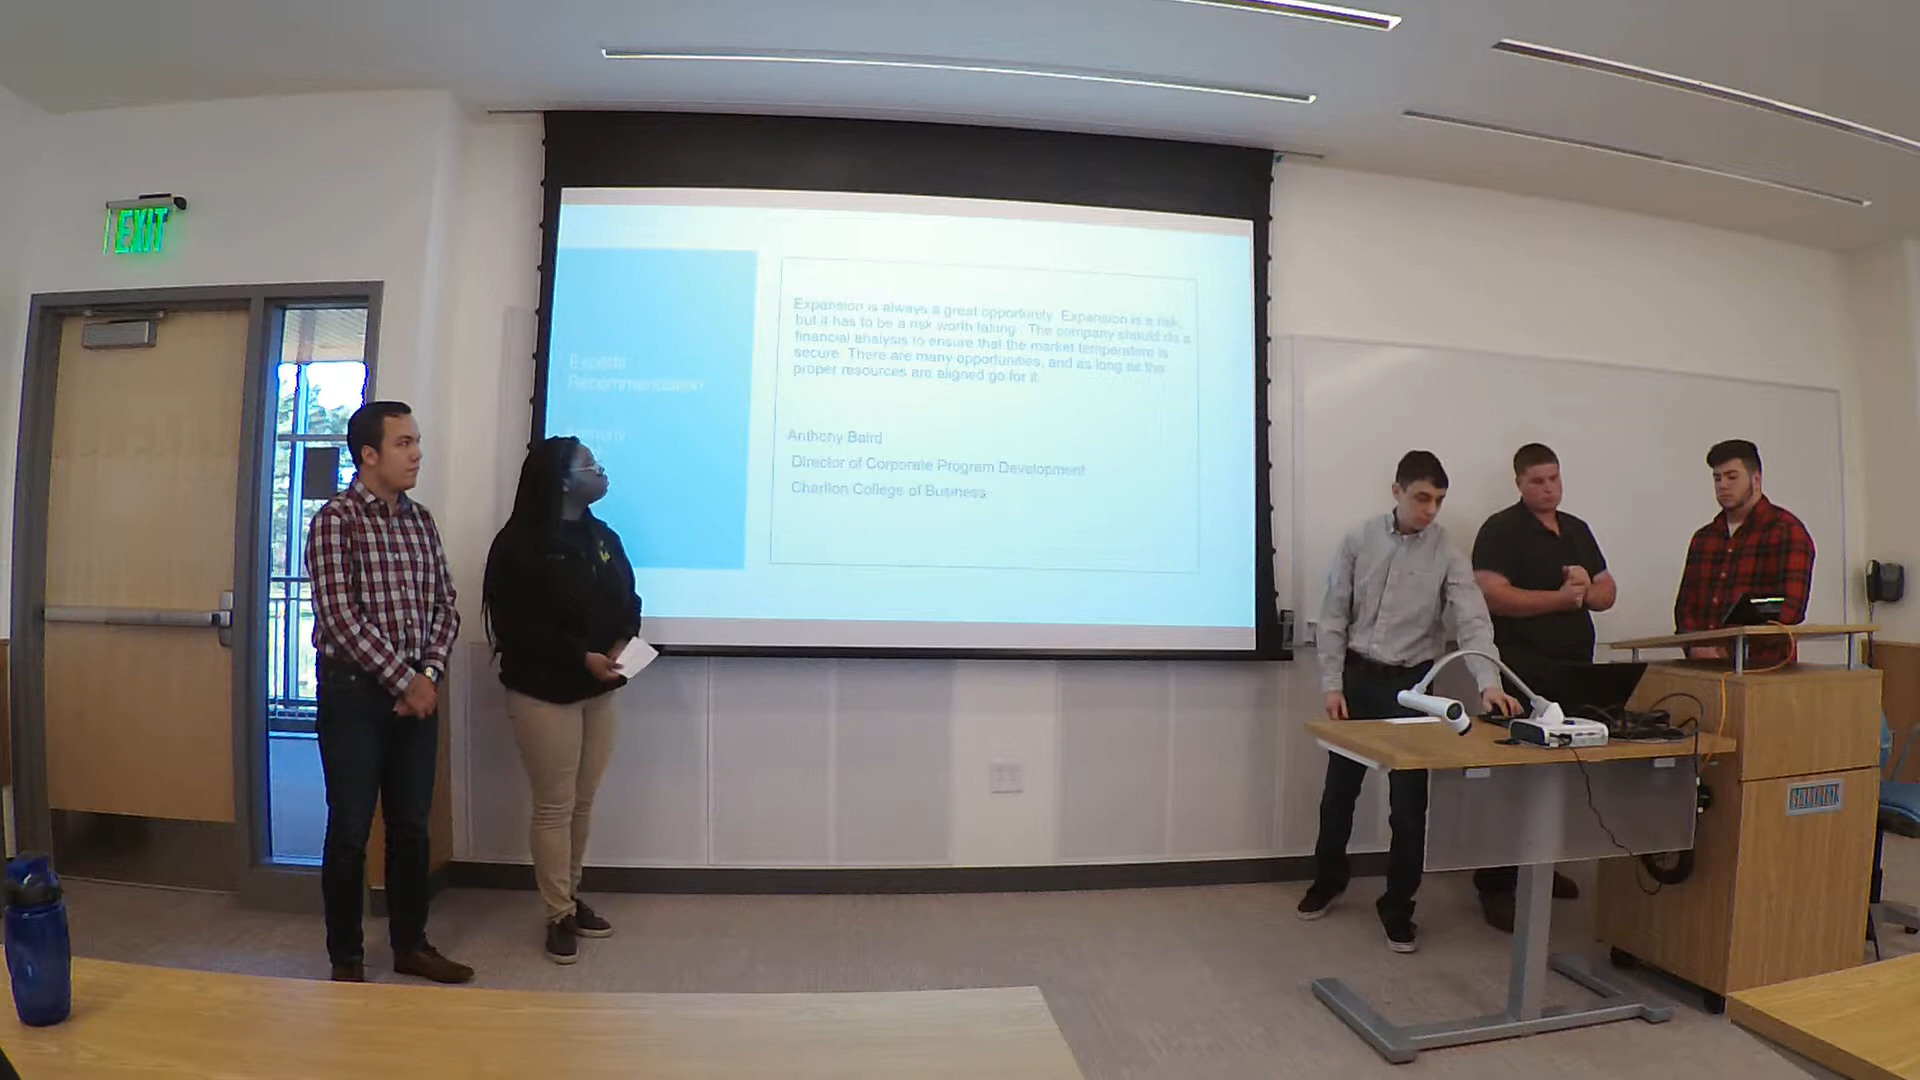 EXIT
Experts
Recommendation
Expansion is always a great opportunity. Expansion is a risk,
but it has to be a risk worth taking. The company should do a
financial analysis to ensure that the market temperature is
secure. There are many opportunities, and as long as the
proper resources are aligned go for it.
Anthony Baird
Director of Corporate Program Development
Charlton College of Business